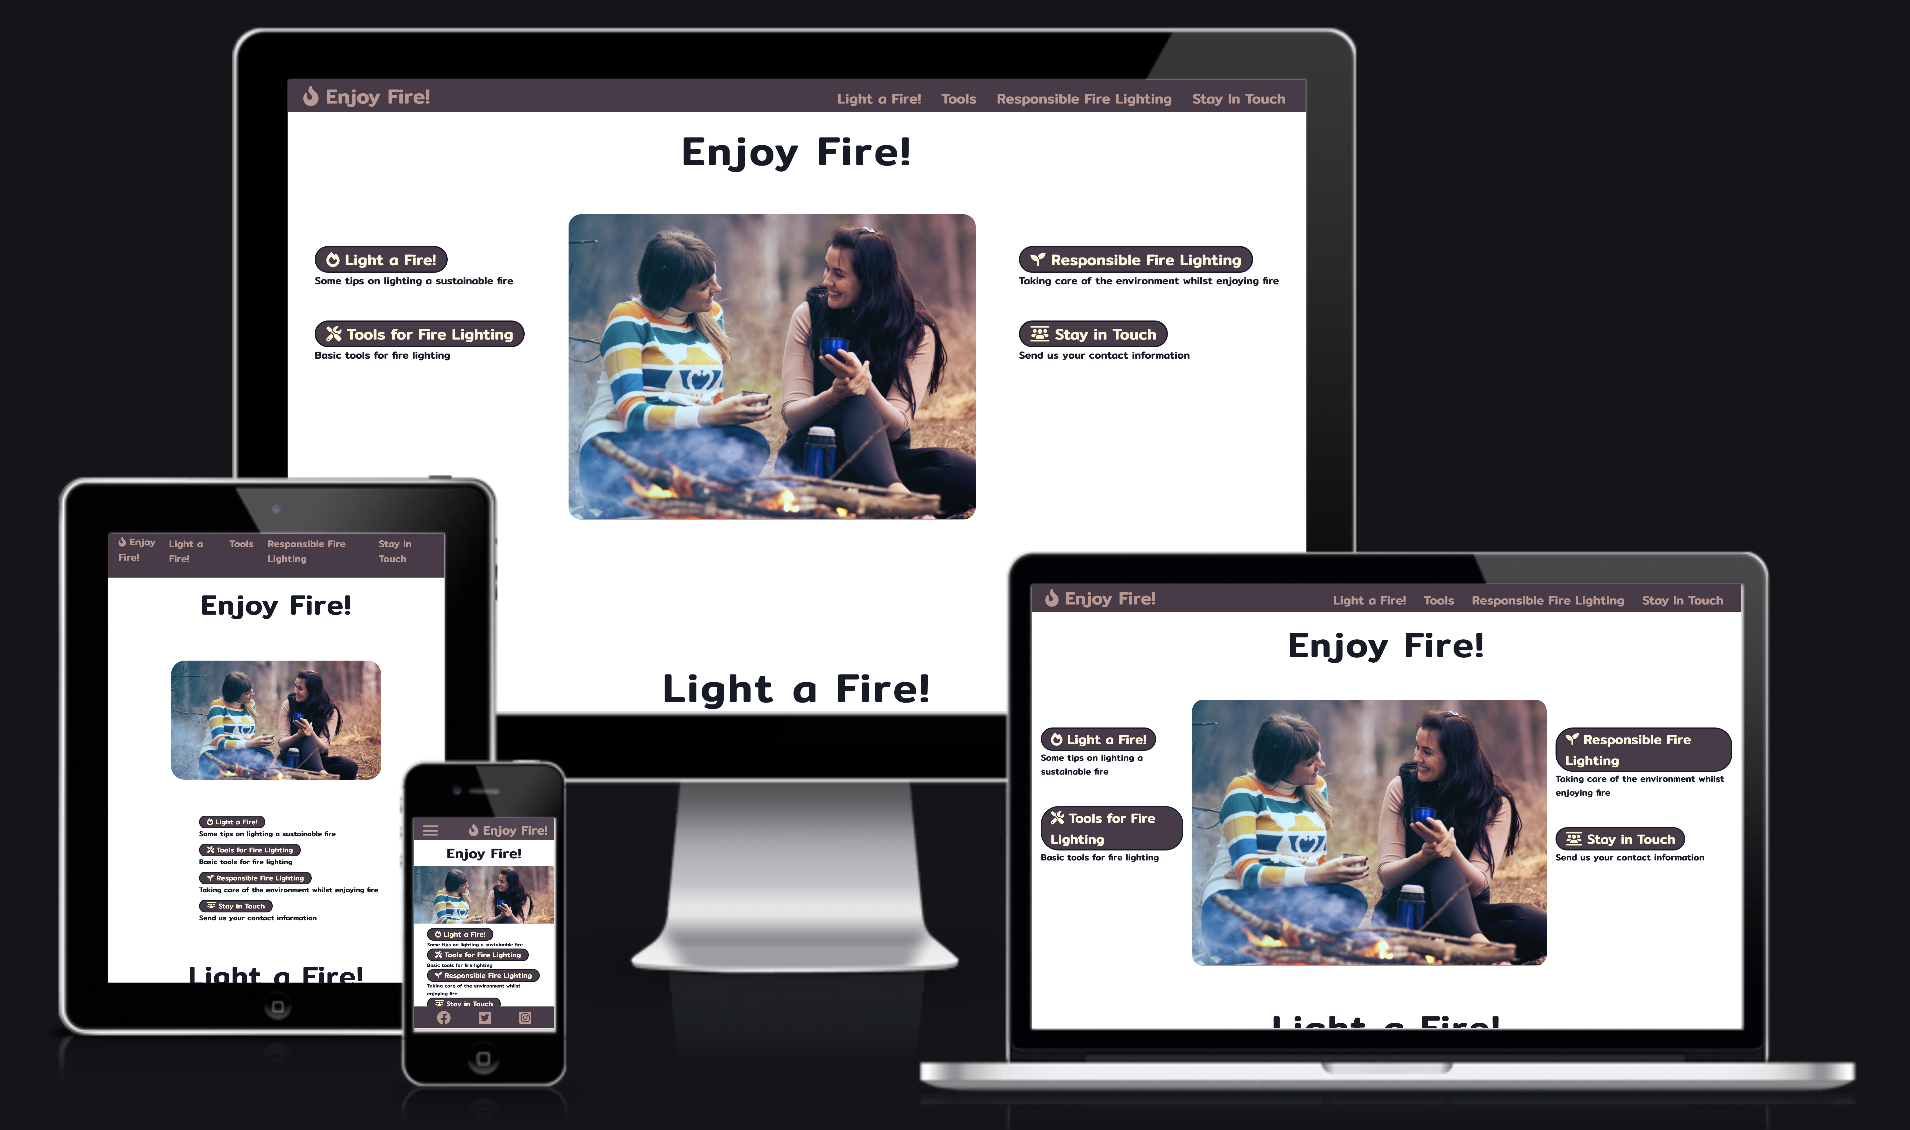 Enjoy Fire!
Light a Fire! Tools Responsible Fire Lighting Stay In Touch
Enjoy Fire!
Light a Fire!
Some tips on lighting a sustainable fire
Tools for Fire Lighting
Basic tools for fire lighting
Responsible Fire Lighting
Taking care of the environment whilst enjoying fire
Stay in Touch
Send us your contact information
Light a Fire!
Enjoy
Fire!
Light a
Fire!
Tools
Responsible Fire
Lighting
Stay In
Touch
Enjoy Fire!
Light a Fire!
Some tips on lighting a sustainable fire
Tools for Fire Lighting
Basic tools for fire lighting
Responsible Fire Lighting
Taking care of the environment whilst enjoying fire
Stay in Touch
Send us your contact information
Light a Fire!
Enjoy Fire!
Enjoy Fire!
Light a Fire!
Some tips on lighting a sustainable fire
Tools for Fire Lighting
Basic tools for fire lighting
Responsible Fire Lighting
Taking care of the environment whilst
enjoying fire
Stay in Touch
Enjoy Fire!
Light a Fire! Tools Responsible Fire Lighting Stay In Touch
Enjoy Fire!
Light a Fire!
Some tips on lighting a
sustainable fire
Tools for Fire
Lighting
Basic tools for fire lighting
Responsible Fire
Lighting
Taking care of the environment whilst
enjoying fire
Stay in Touch
Send us your contact information
Light a Fire!